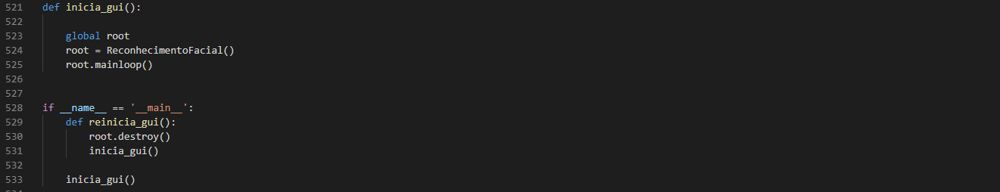 521 def inicia_gui():
522
523     global root
524     root = ReconhecimentoFacial()
525     root.mainloop()
526
527
528 if __name__ == '__main__':
529     def reinicia_gui():
530         root.destroy()
531         inicia_gui()
532
533     inicia_gui()